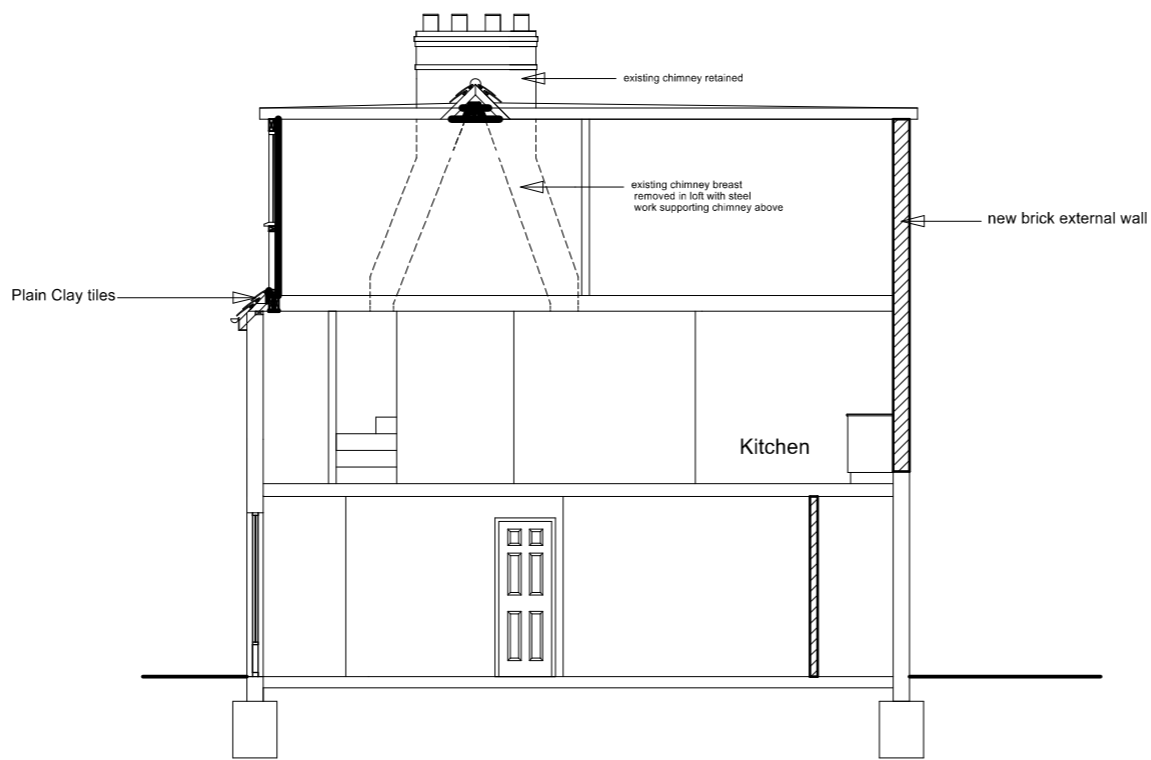 existing chimney retained
existing chimney breast
removed in loft with steel
work supporting chimney above
new brick external wall
Plain Clay tiles
Kitchen